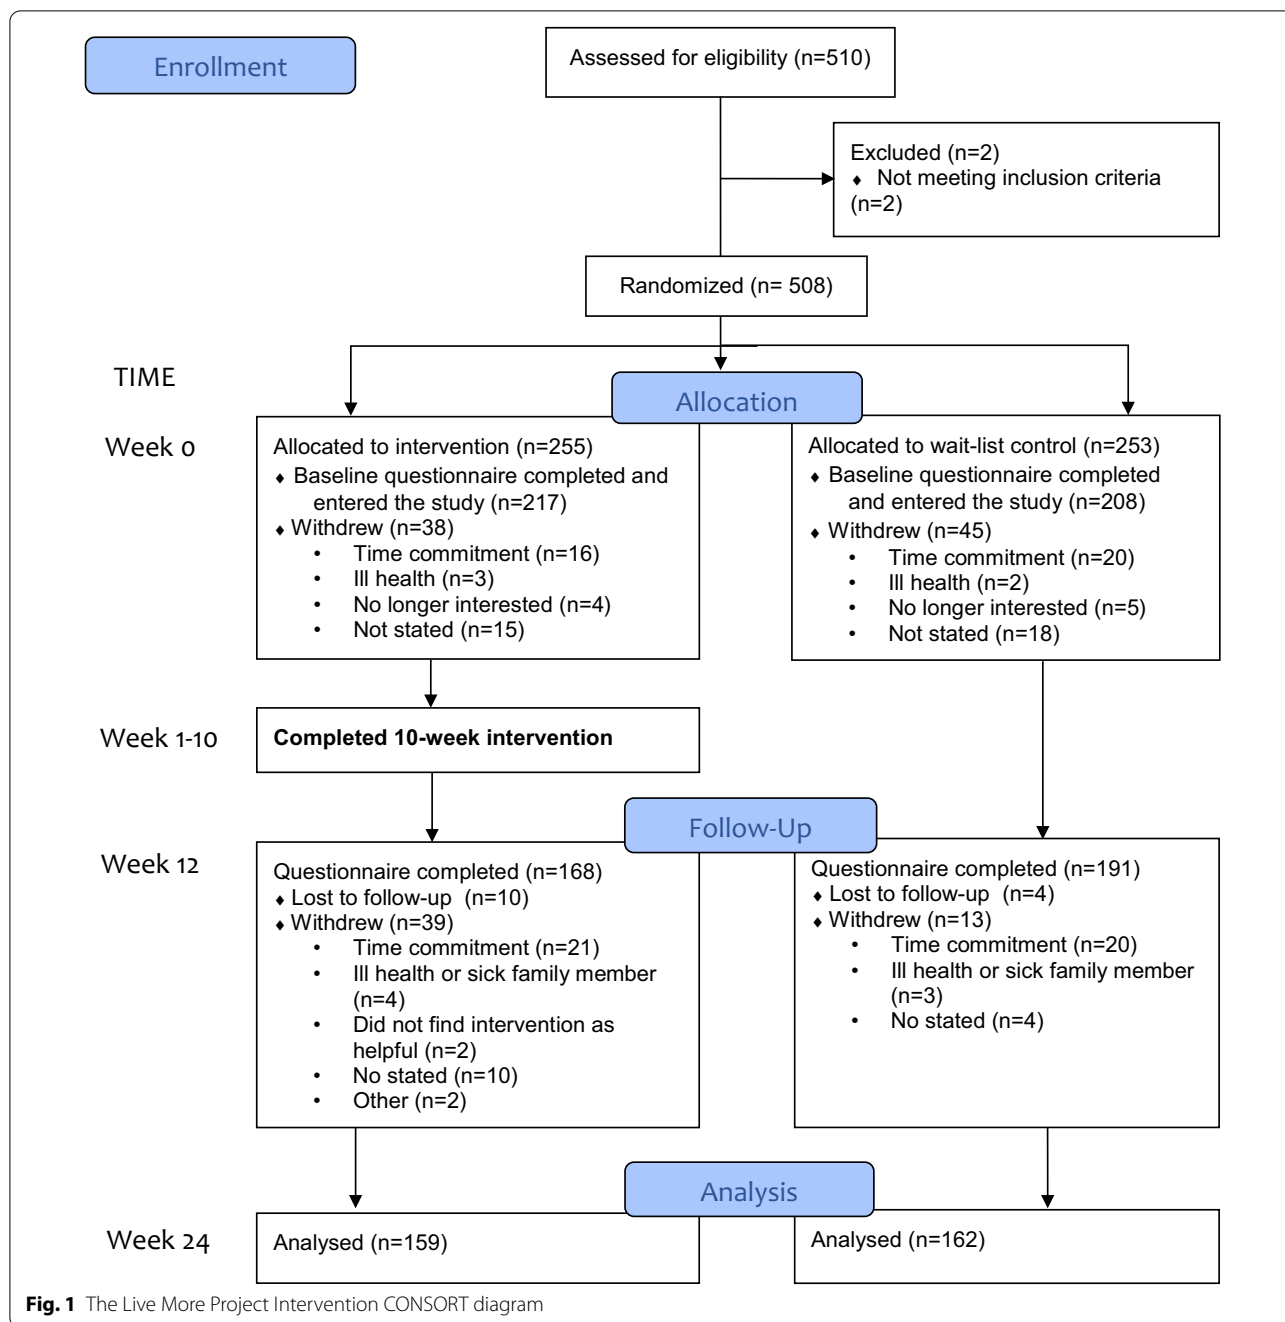 Enrollment
Assessed for eligibility (n=510)
Excluded (n=2)
♦ Not meeting inclusion criteria
(n=2)
Randomized (n= 508)
TIME
Allocation
Week 0
Allocated to intervention (n=255)
♦ Baseline questionnaire completed and
entered the study (n=217)
♦ Withdrew (n=38)
• Time commitment (n=16)
• Ill health (n=3)
• No longer interested (n=4)
• Not stated (n=15)
Allocated to wait-list control (n=253)
♦ Baseline questionnaire completed
and entered the study (n=208)
♦ Withdrew (n=45)
• Time commitment (n=20)
• Ill health (n=2)
• No longer interested (n=5)
• Not stated (n=18)
Week 1-10
Completed 10-week intervention
Follow-Up
Week 12
Questionnaire completed (n=168)
♦ Lost to follow-up (n=10)
♦ Withdrew (n=39)
• Time commitment (n=21)
• Ill health or sick family member
(n=4)
• Did not find intervention as
helpful (n=2)
• No stated (n=10)
• Other (n=2)
Questionnaire completed (n=191)
♦ Lost to follow-up (n=4)
♦ Withdrew (n=13)
• Time commitment (n=20)
• Ill health or sick family member
(n=3)
• No stated (n=4)
Analysis
Week 24
Analysed (n=159)
Analysed (n=162)
Fig. 1 The Live More Project Intervention CONSORT diagram